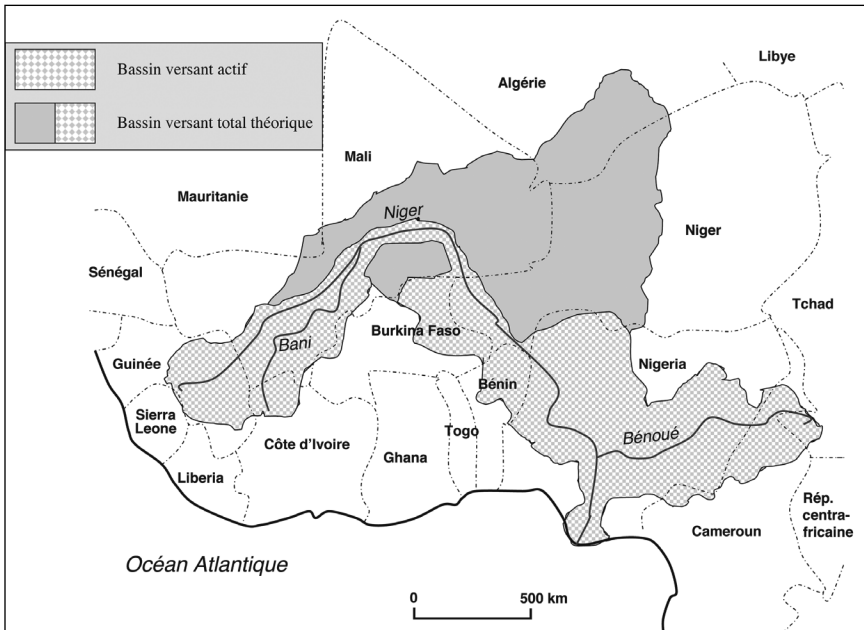 Bassin versant actif
Bassin versant total théorique
Libye
Algérie
Mali
Mauritanie
Niger
Niger
Sénégal
Tchad
Burkina Faso
Bani
Guinée
Nigeria
Bénin
Sierra
Leone
Togo
Bénoué
Côte d'Ivoire
Ghana
Liberia
Rép.
centra-
fricaine
Cameroun
Océan Atlantique
0
500 km